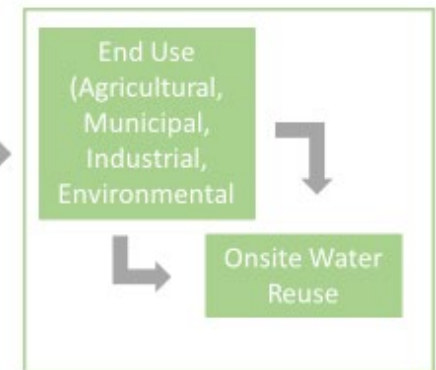 End Use
(Agricultural,
Municipal,
Industrial,
Environmental
Onsite Water
Reuse